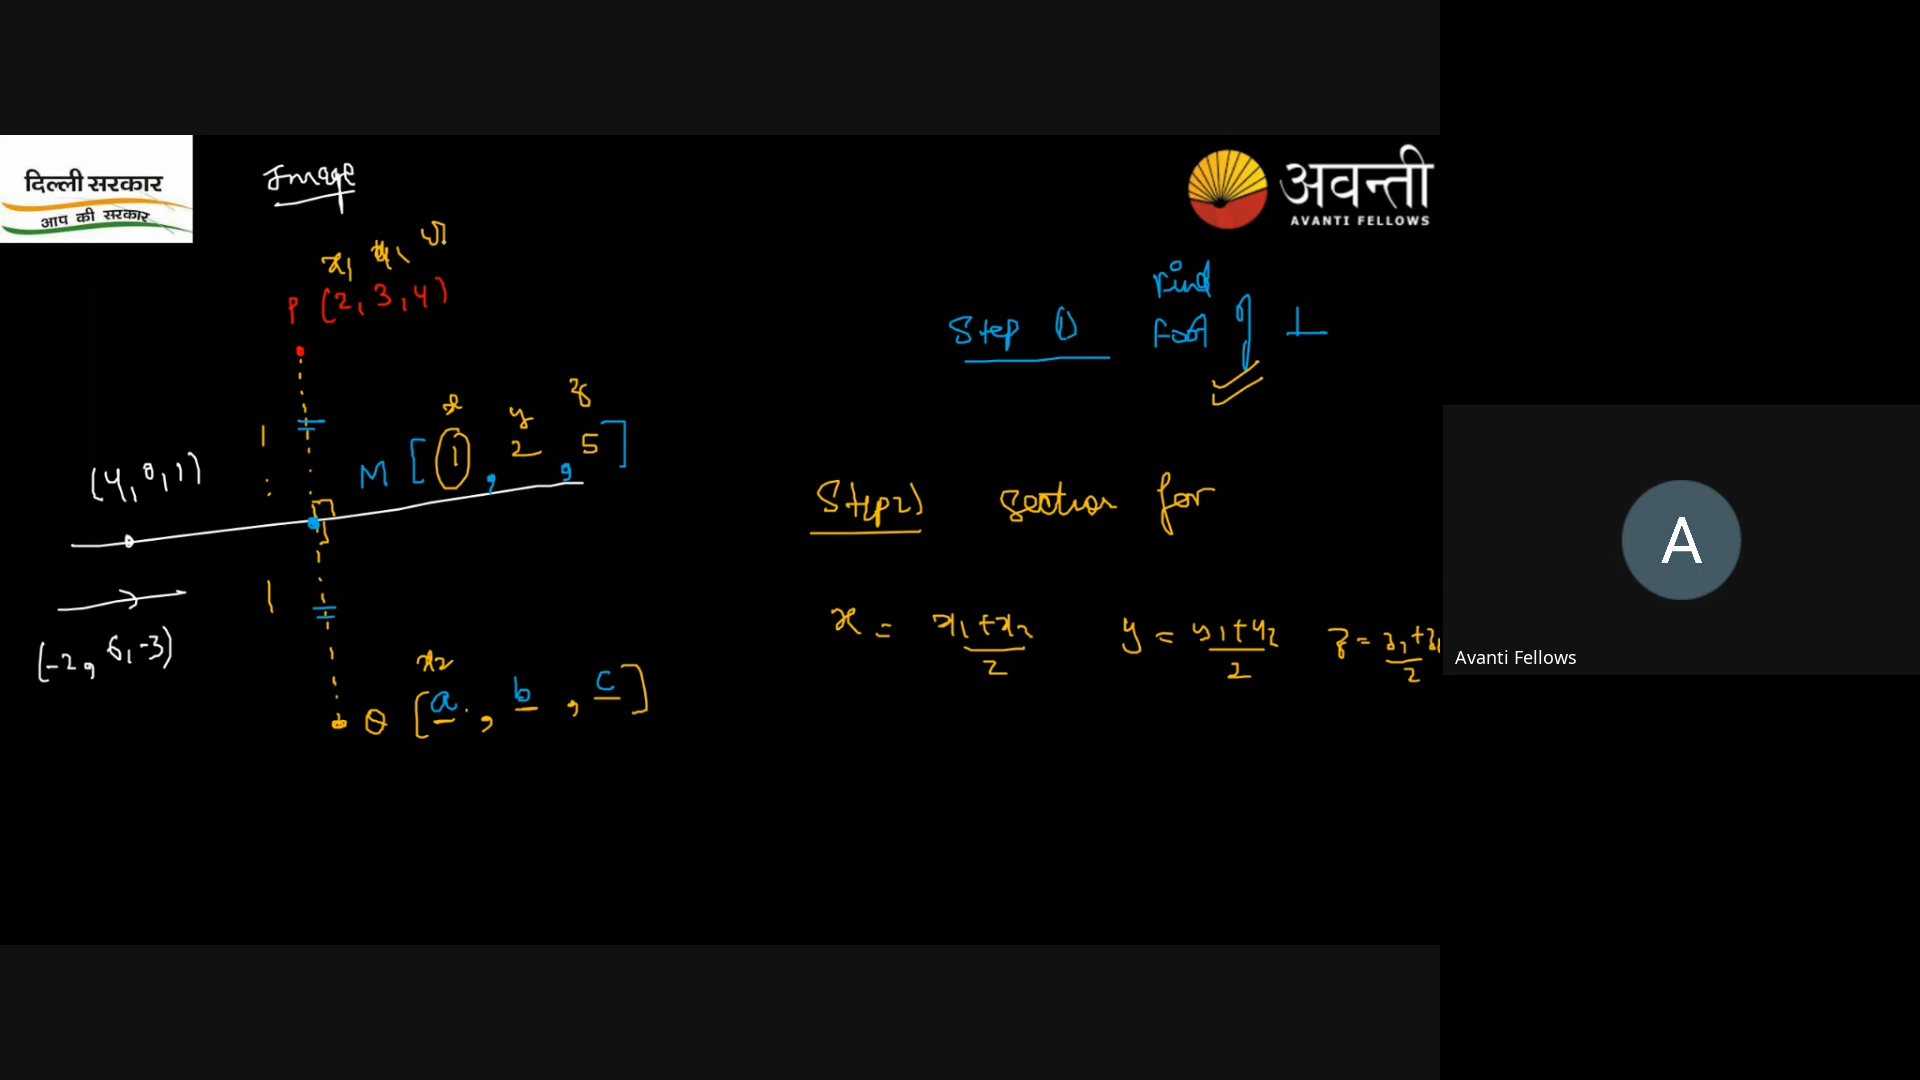 दिल्ली सरकार
आप की सरकार
Image
अवन्ती
AVANTI FELLOWS
x1 y1
P (2, 3, 4)
Step ① Find
Foot of ⊥
x y z
M [1, 2, 5]
1
:
1
(4, 0, 1)
(-2, 6, -3)
Step 2) section for
x = x1+x2/2 y = y1+y2/2 z = z1+z
2
x2
Q [a, b, c]
A
Avanti Fellows